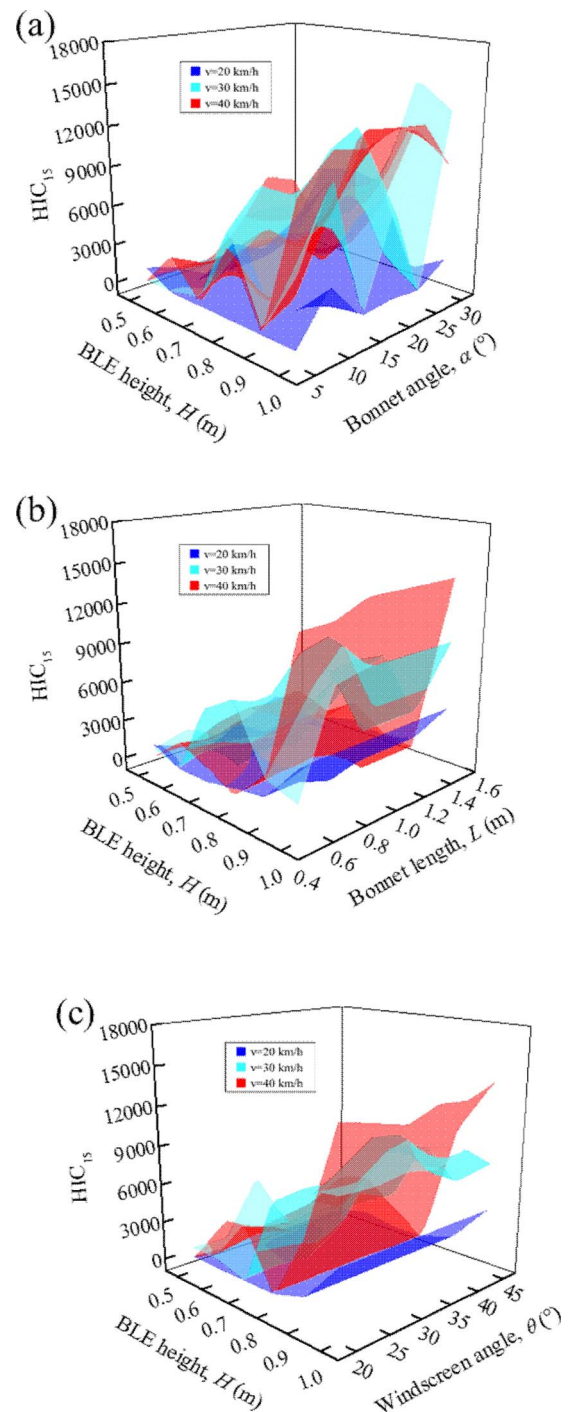 (a)
18000
15000
12000
9000
6000
3000
0
HIC15
v=20 km/h
v=30 km/h
v=40 km/h
0.5
0.6
0.7
0.8
0.9
1.0
BLE height, H (m)
5
10
15
20
25
30
Bonnet angle, α (°)
(b)
18000
15000
12000
9000
6000
3000
0
HIC15
v=20 km/h
v=30 km/h
v=40 km/h
0.5
0.6
0.7
0.8
0.9
1.0
BLE height, H (m)
0.4
0.6
0.8
1.0
1.2
1.4
1.6
Bonnet length, L (m)
(c)
18000
15000
12000
9000
6000
3000
0
HIC15
v=20 km/h
v=30 km/h
v=40 km/h
0.5
0.6
0.7
0.8
0.9
1.0
BLE height, H (m)
20
25
30
35
40
45
Windscreen angle, θ (°)